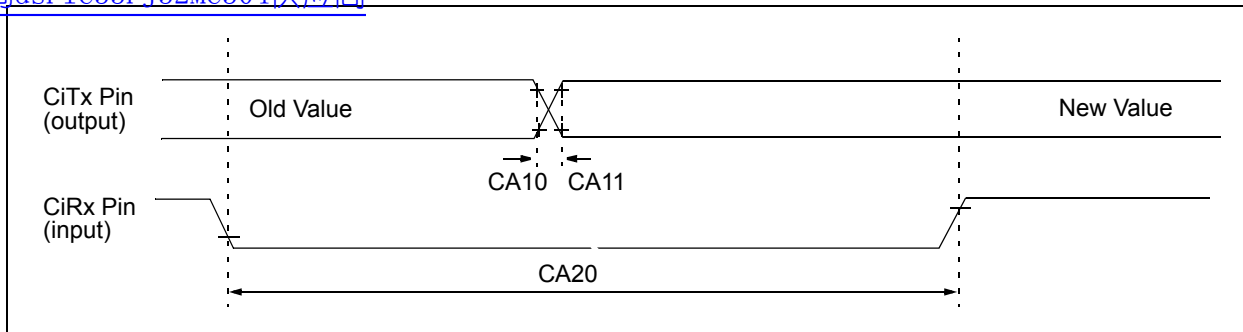 CiTx Pin
(output)
Old Value
New Value
CA10 CA11
CiRx Pin
(input)
CA20